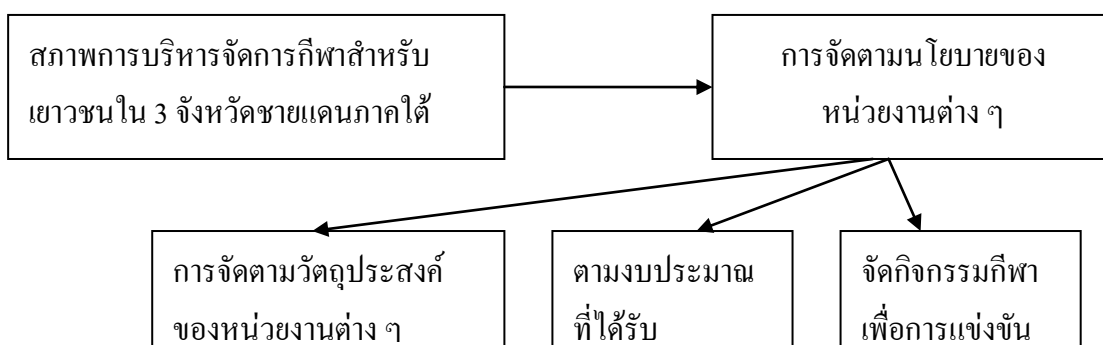 สภาพการบริหารจัดการกีฬาสำหรับ
เยาวชนใน 3 จังหวัดชายแดนภาคใต้
การจัดตามนโยบายของ
หน่วยงานต่าง ๆ
การจัดตามวัตถุประสงค์
ของหน่วยงานต่าง ๆ
ตามงบประมาณ
ที่ได้รับ
จัดกิจกรรมกีฬา
เพื่อการแข่งขัน